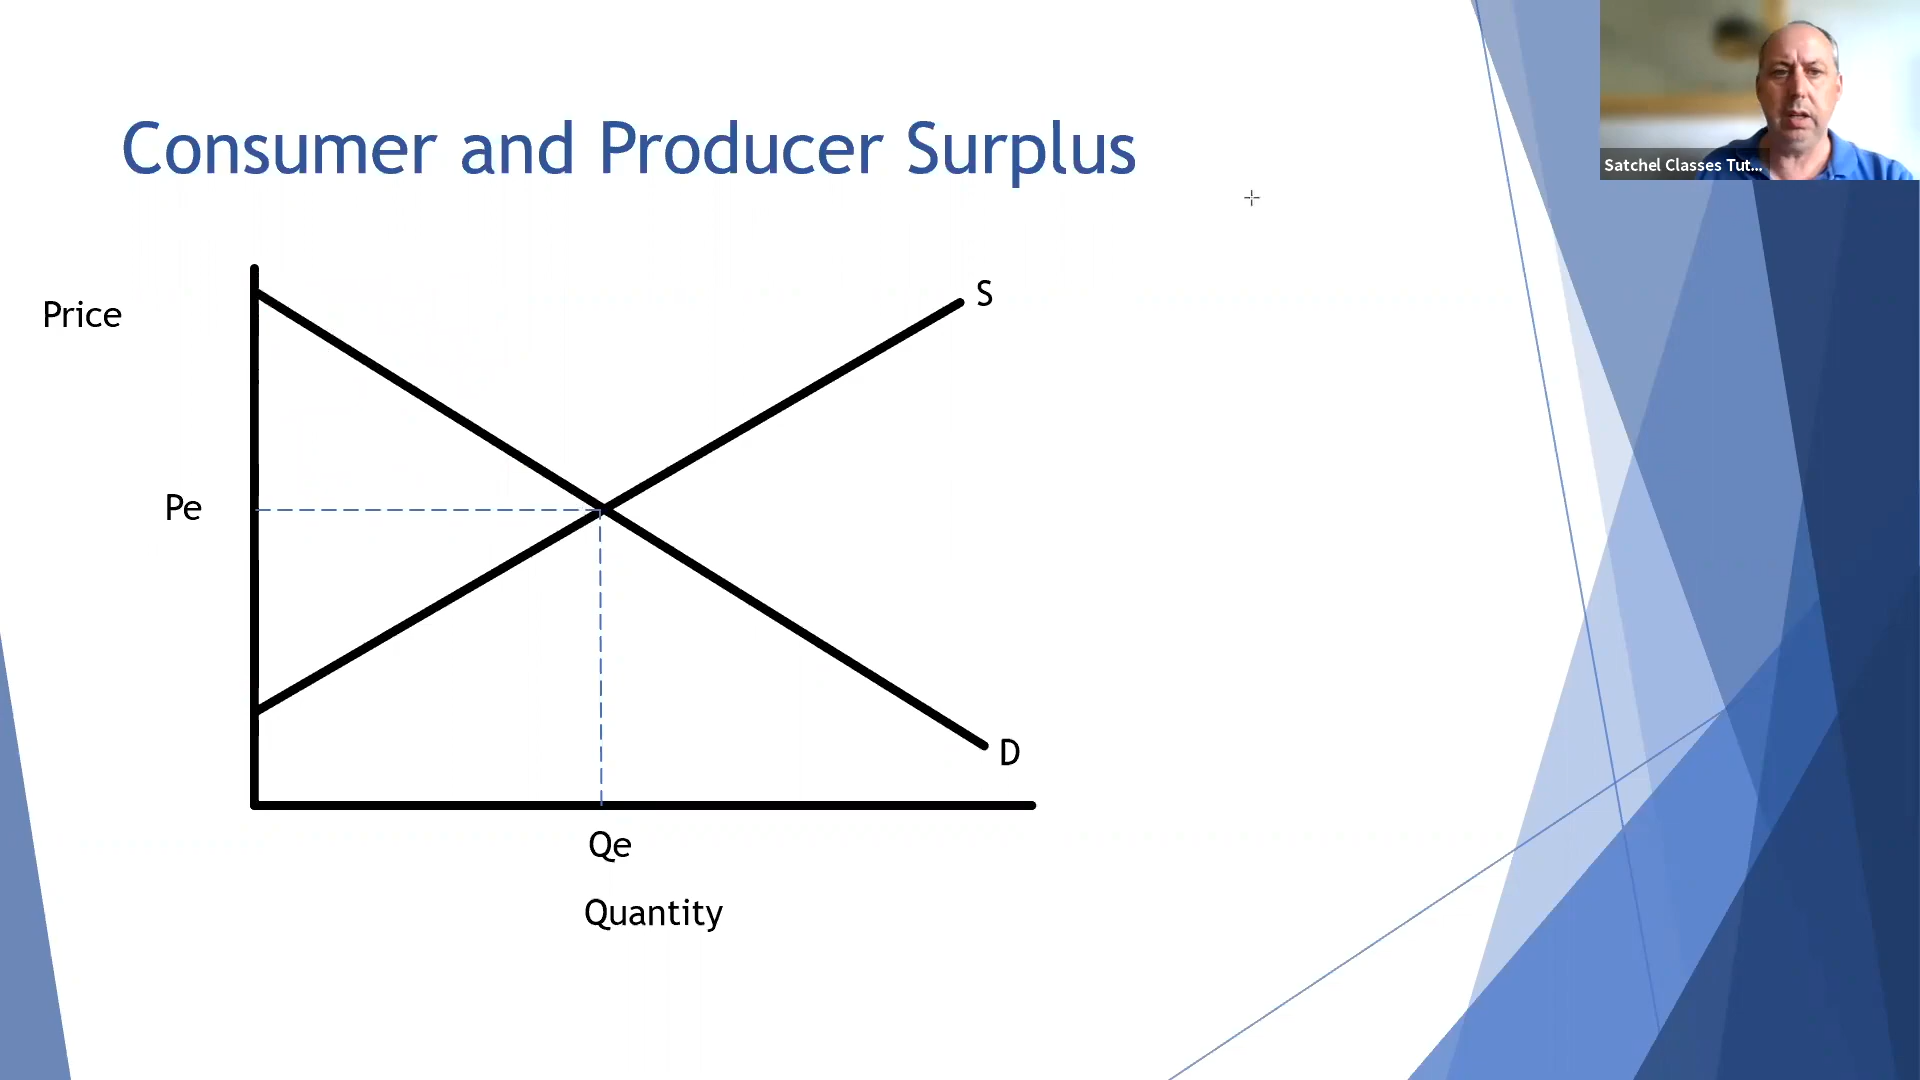 Consumer and Producer Surplus
Satchel Classes Tut...
Price
S
Pe
D
Qe
Quantity